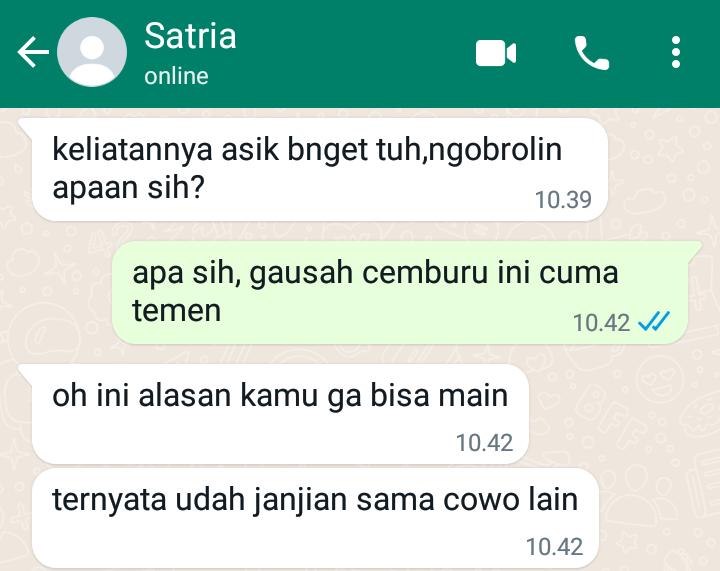 Satria
online
keliatannya asik bnget tuh,ngobrolin
apaan sih?
10.39
apa sih, gausah cemburu ini cuma
temen
10.42
oh ini alasan kamu ga bisa main
10.42
ternyata udah janjian sama cowo lain
10.42